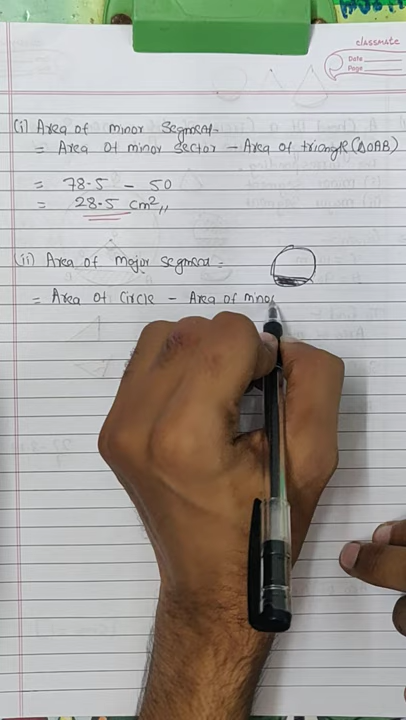 classmate
Date
Page
(i) Area of minor Segment-
= Area of minor sector - Area of triangle (ΔOAB)
= 78.5 - 50
= 28.5 cm²,,
(ii) Area of major segment =
= Area of Circle - Area of minor